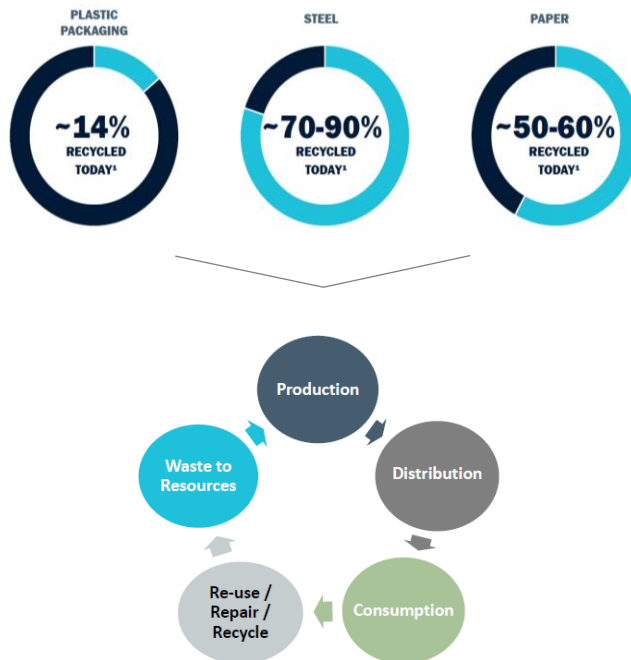 PLASTIC
PACKAGING
~14%
RECYCLED
TODAY¹
STEEL
~70-90%
RECYCLED
TODAY¹
PAPER
~50-60%
RECYCLED
TODAY¹
Production
Distribution
Consumption
Re-use /
Repair /
Recycle
Waste to
Resources